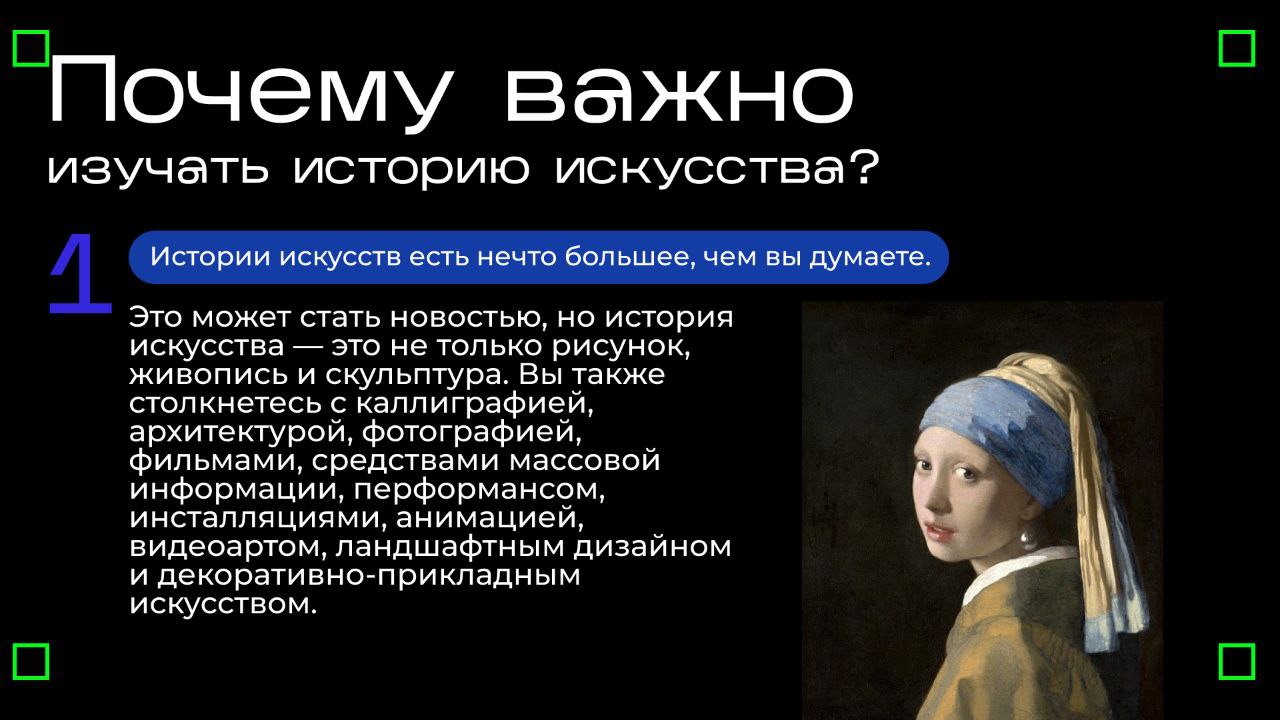 Почему важно
изучать историю искусства?
1
Истории искусств есть нечто большее, чем вы думаете.
Это может стать новостью, но история
искусства — это не только рисунок,
живопись и скульптура. Вы также
столкнетесь с каллиграфией,
архитектурой, фотографией,
фильмами, средствами массовой
информации, перформансом,
инсталляциями, анимацией,
видеоартом, ландшафтным дизайном
и декоративно-прикладным
искусством.